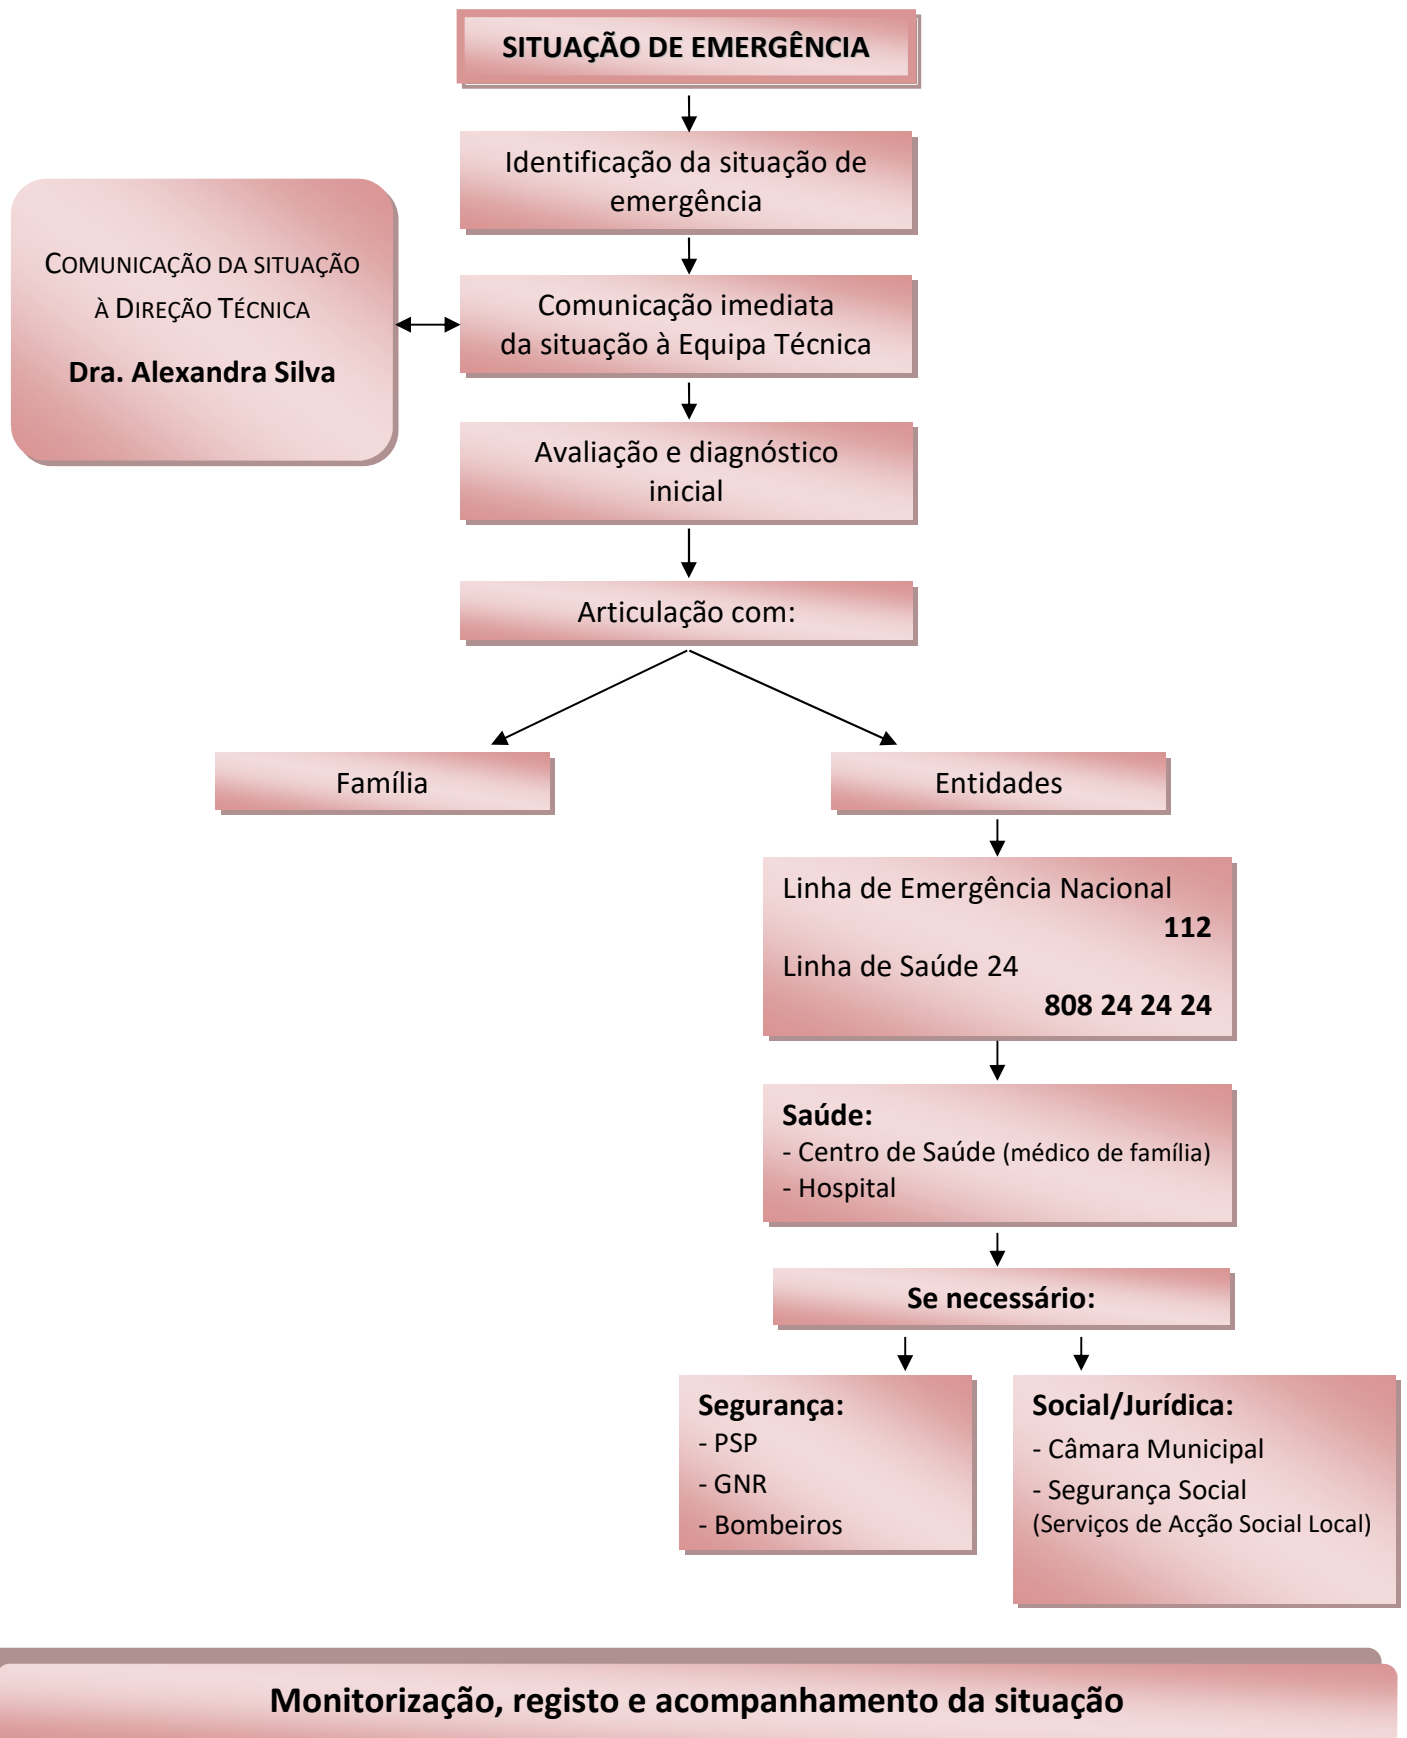 SITUAÇÃO DE EMERGÊNCIA
Identificação da situação de
emergência
COMUNICAÇÃO DA SITUAÇÃO
À DIREÇÃO TÉCNICA
Dra. Alexandra Silva
Comunicação imediata
da situação à Equipa Técnica
Avaliação e diagnóstico
inicial
Articulação com:
Família
Entidades
Linha de Emergência Nacional
112
Linha de Saúde 24
808 24 24 24
Saúde:
- Centro de Saúde (médico de família)
- Hospital
Se necessário:
Segurança:
- PSP
- GNR
- Bombeiros
Social/Jurídica:
- Câmara Municipal
- Segurança Social
(Serviços de Acção Social Local)
Monitorização, registo e acompanhamento da situação